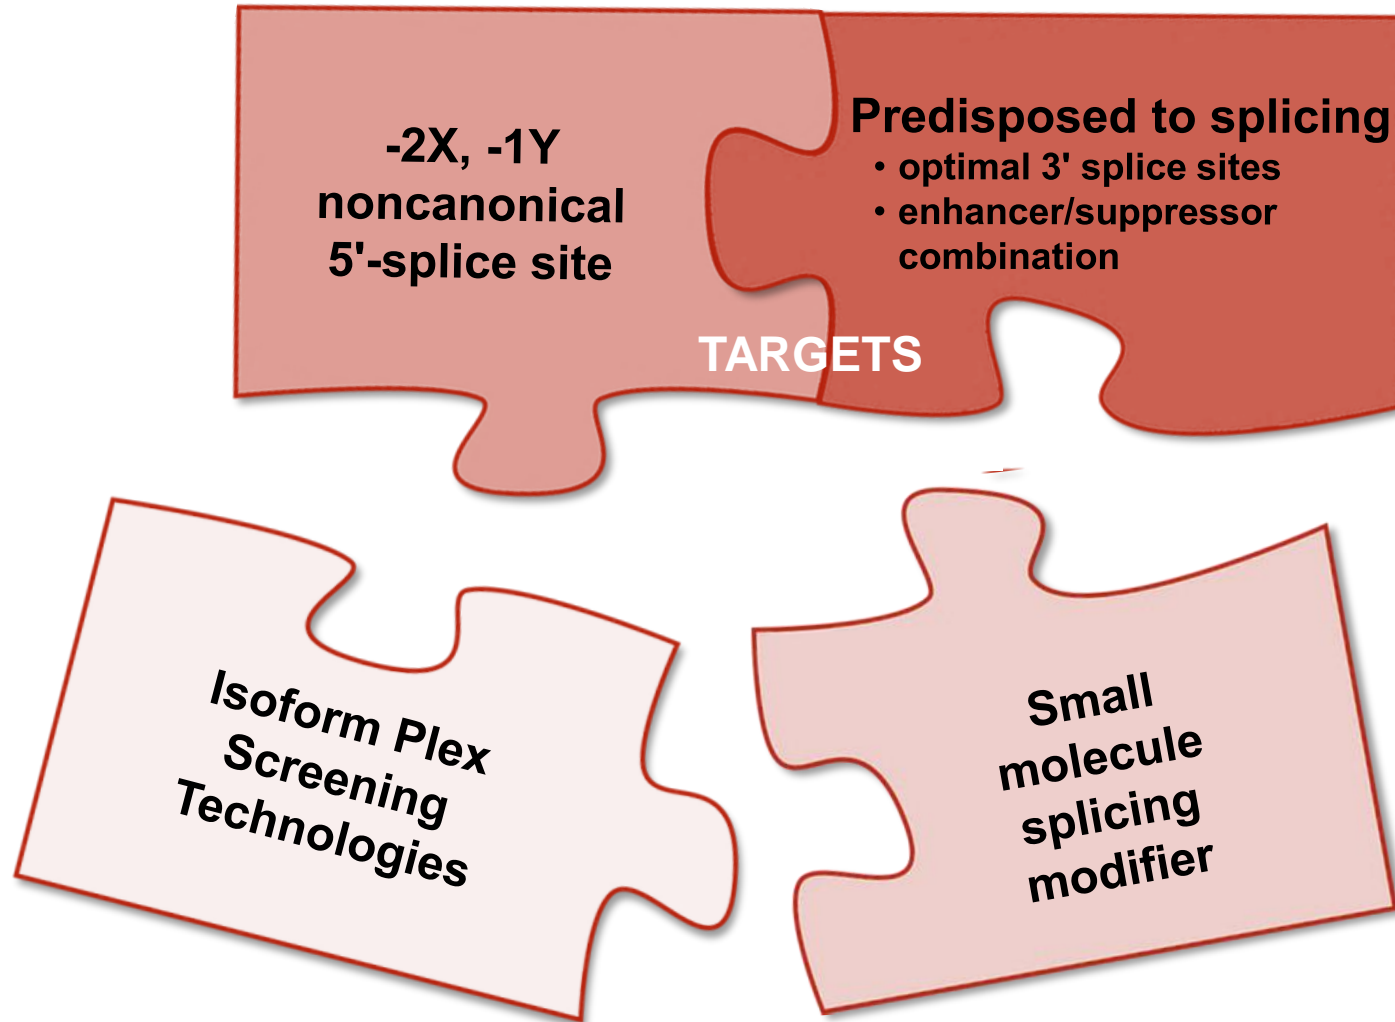 -2X, -1Y
noncanonical
5'-splice site
Predisposed to splicing
• optimal 3' splice sites
• enhancer/suppressor
combination
TARGETS
Isoform Plex
Screening
Technologies
Small
molecule
splicing
modifier